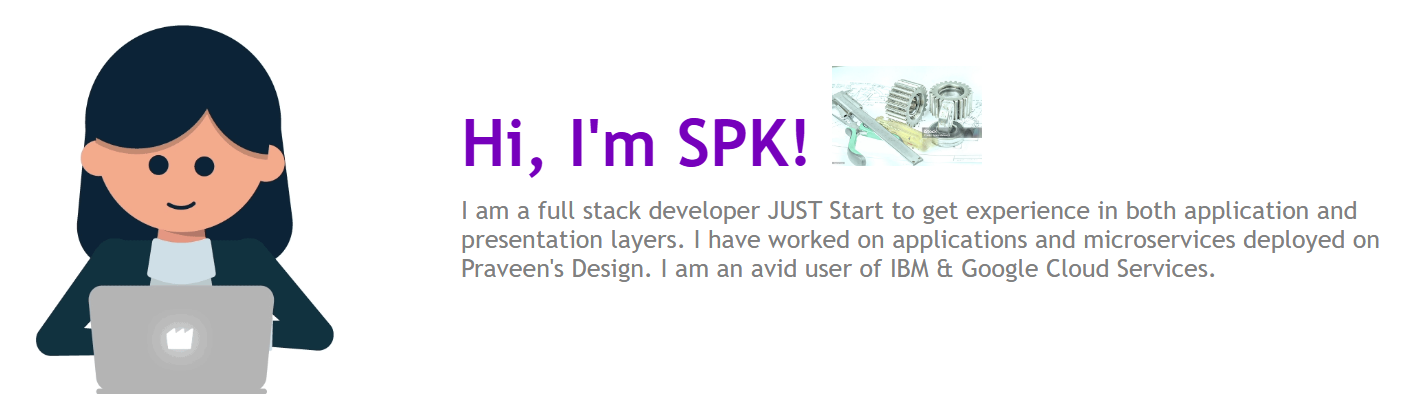 Hi, I'm SPK!
I am a full stack developer JUST Start to get experience in both application and
presentation layers. I have worked on applications and microservices deployed on
Praveen's Design. I am an avid user of IBM & Google Cloud Services.